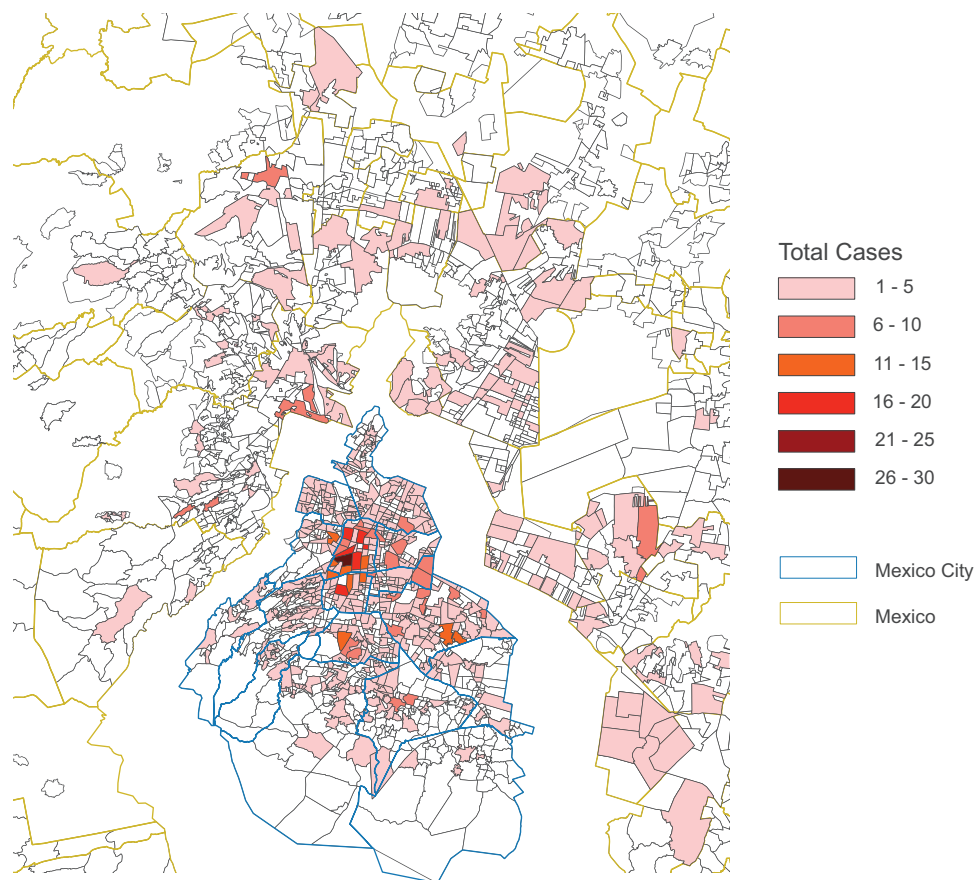 Total Cases
1 - 5
6 - 10
11 - 15
16 - 20
21 - 25
26 - 30
Mexico City
Mexico